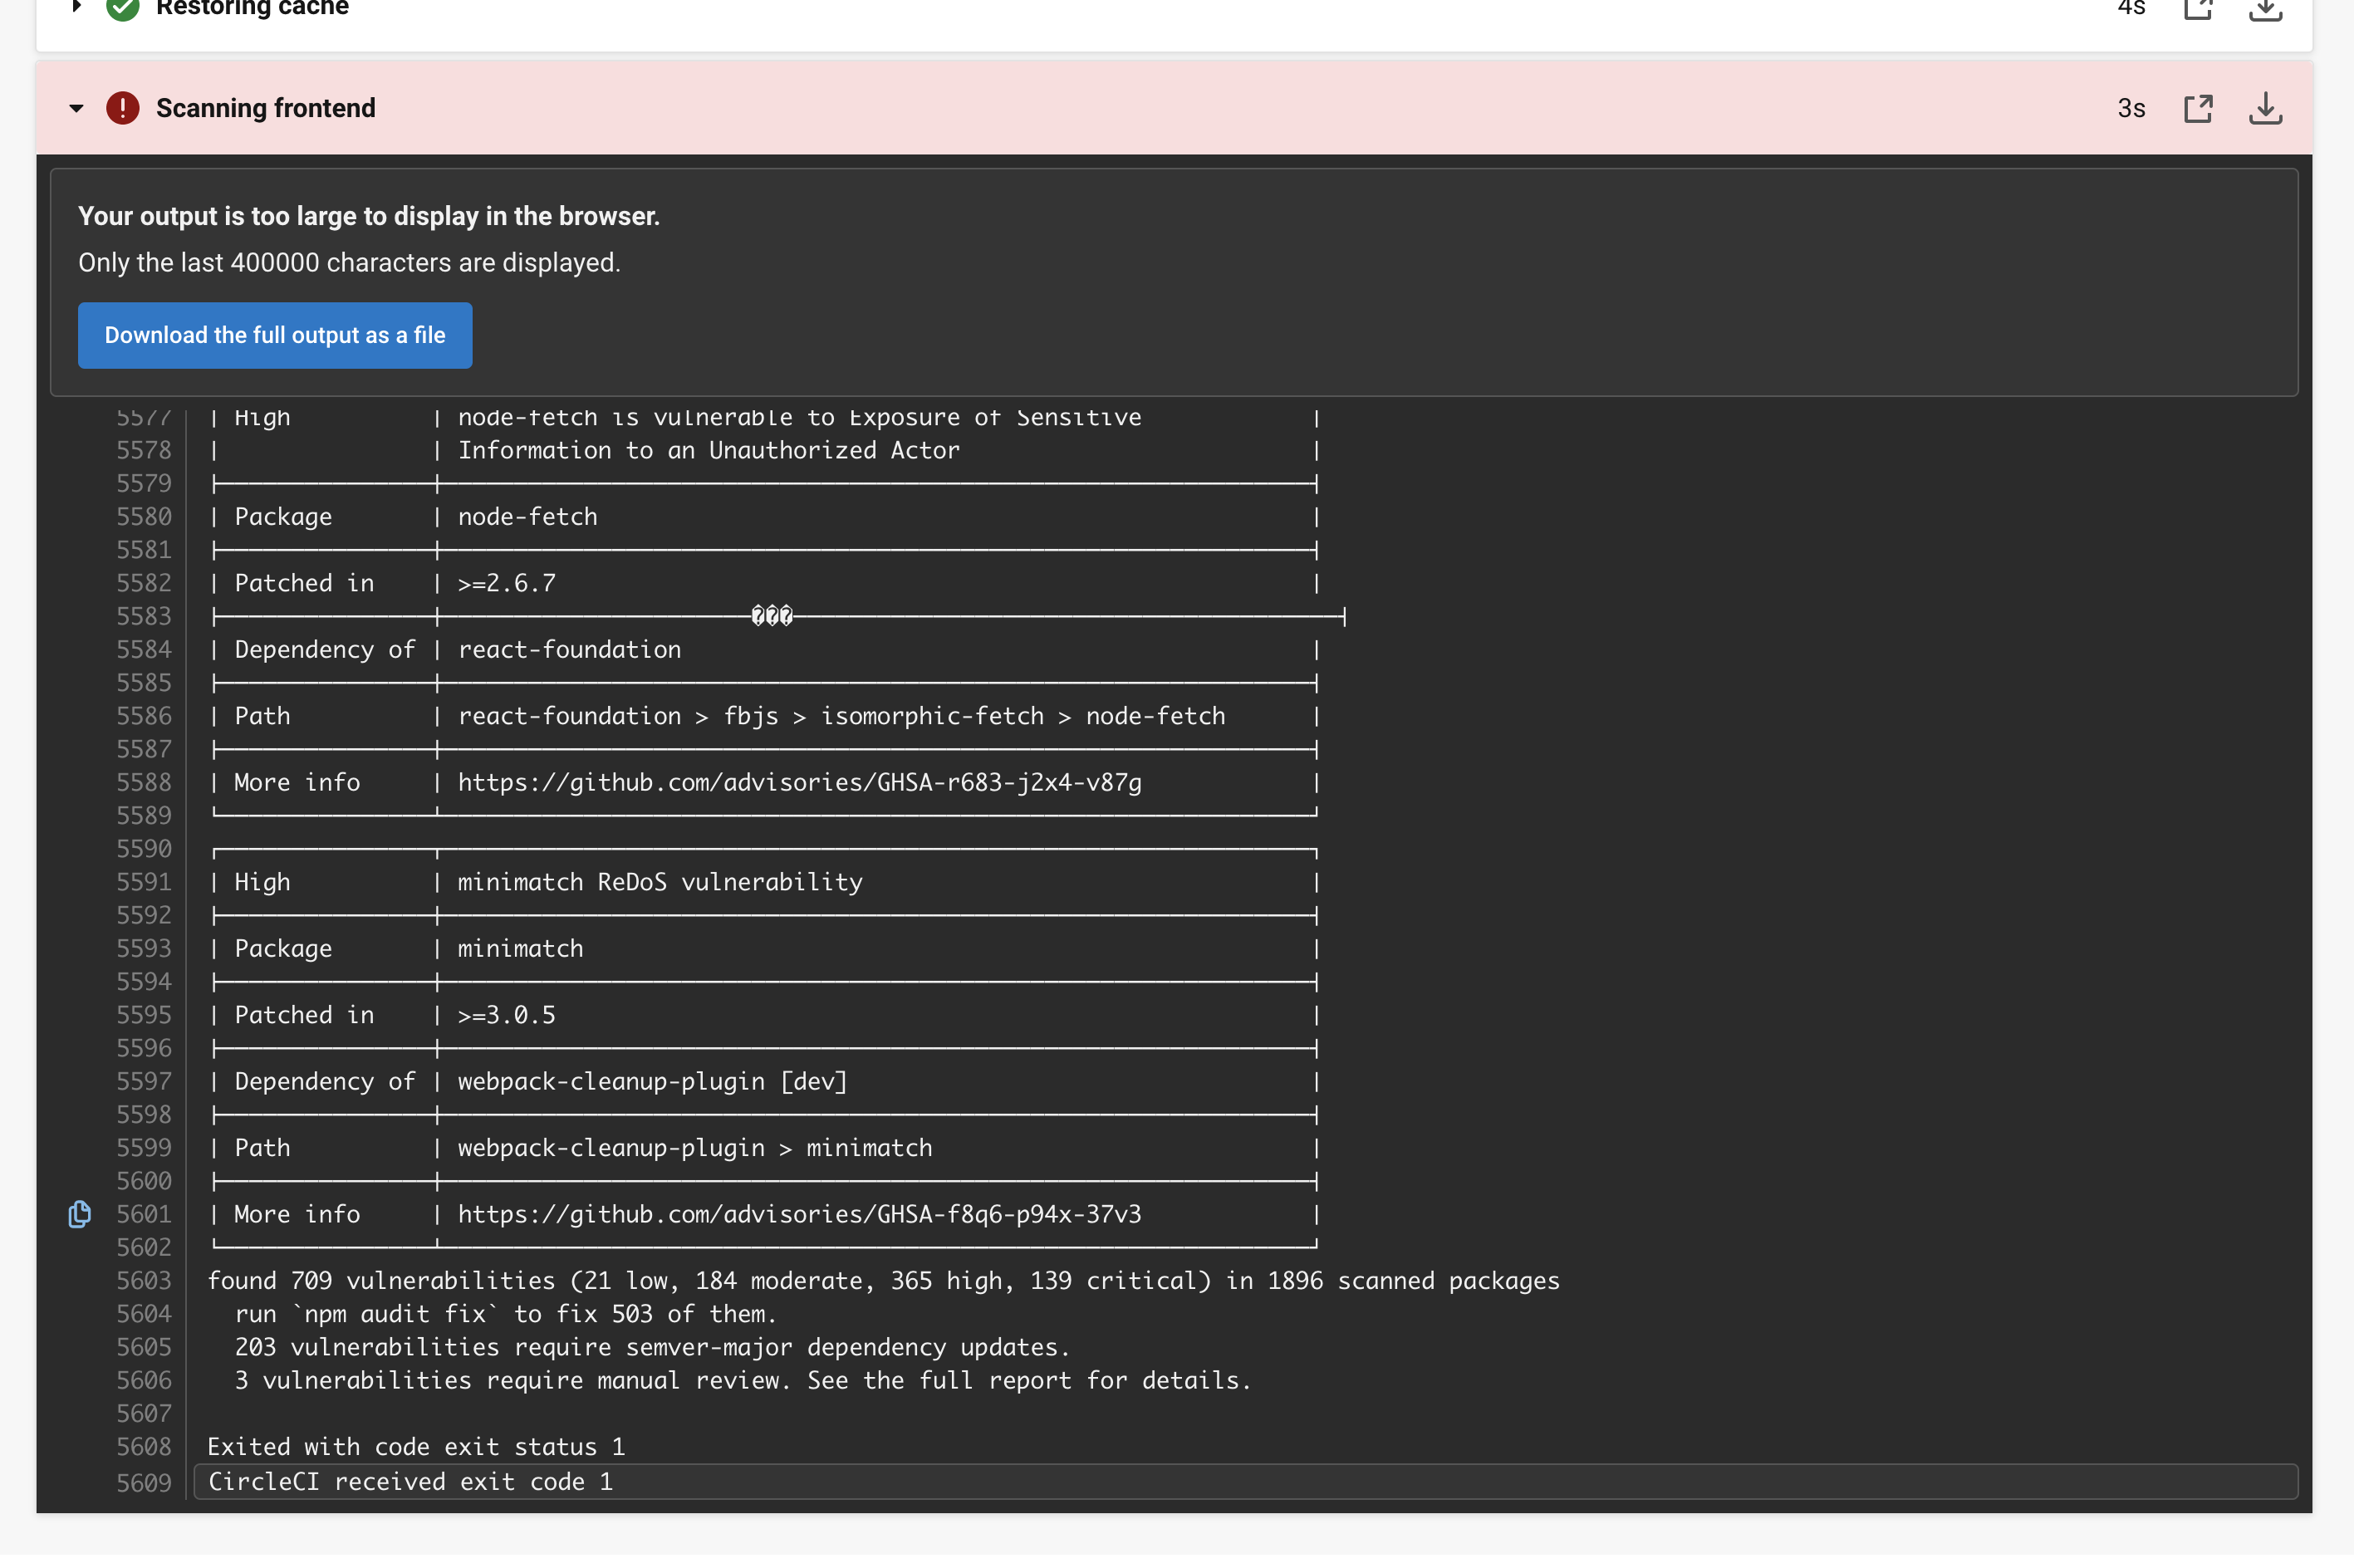 Restoring cache 4s
Scanning frontend 3s
Your output is too large to display in the browser.
Only the last 400000 characters are displayed.
Download the full output as a file
5577 | High | node-fetch is vulnerable to Exposure of Sensitive |
5578 | | Information to an Unauthorized Actor |
5579
5580 | Package | node-fetch |
5581
5582 | Patched in | >=2.6.7 |
5583 ���
5584 | Dependency of | react-foundation |
5585
5586 | Path | react-foundation > fbjs > isomorphic-fetch > node-fetch |
5587
5588 | More info | https://github.com/advisories/GHSA-r683-j2x4-v87g |
5589
5590
5591 | High | minimatch ReDoS vulnerability |
5592
5593 | Package | minimatch |
5594
5595 | Patched in | >=3.0.5 |
5596
5597 | Dependency of | webpack-cleanup-plugin [dev] |
5598
5599 | Path | webpack-cleanup-plugin > minimatch |
5600
5601 | More info | https://github.com/advisories/GHSA-f8q6-p94x-37v3 |
5602
5603 found 709 vulnerabilities (21 low, 184 moderate, 365 high, 139 critical) in 1896 scanned packages
5604 run `npm audit fix` to fix 503 of them.
5605 203 vulnerabilities require semver-major dependency updates.
5606 3 vulnerabilities require manual review. See the full report for details.
5607
5608 Exited with code exit status 1
5609 CircleCI received exit code 1